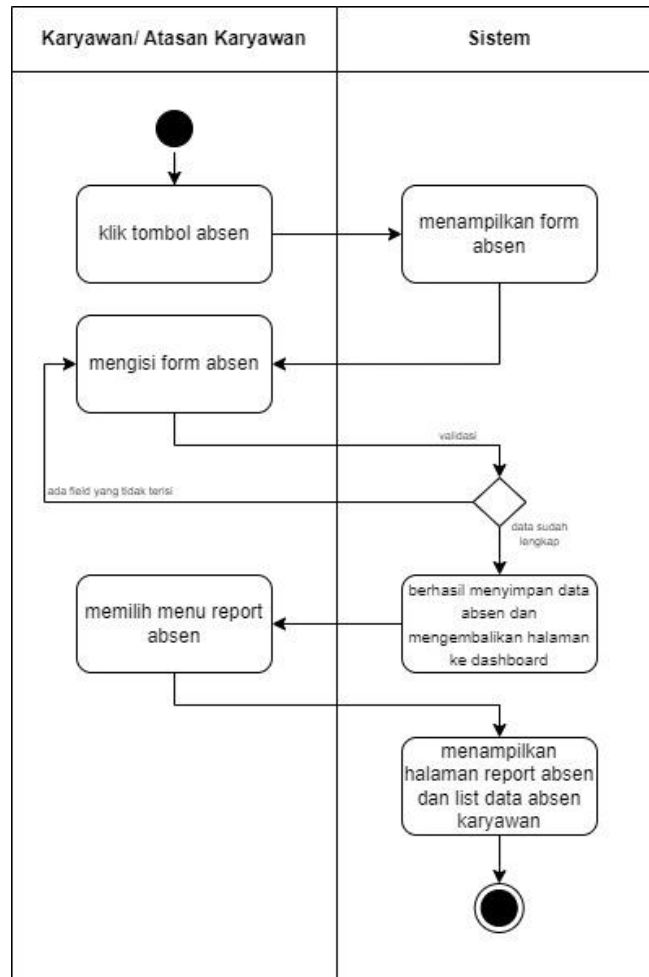 Karyawan/ Atasan Karyawan
Sistem
klik tombol absen
menampilkan form
absen
mengisi form absen
validasi
ada field yang tidak terisi
data sudah
lengkap
berhasil menyimpan data
absen dan
mengembalikan halaman
ke dashboard
memilih menu report
absen
menampilkan
halaman report absen
dan list data absen
karyawan